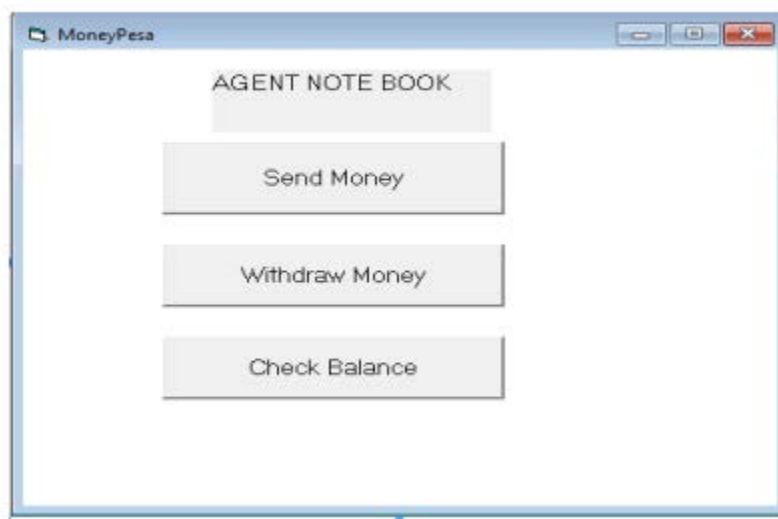 MoneyPesa
AGENT NOTE BOOK
Send Money
Withdraw Money
Check Balance